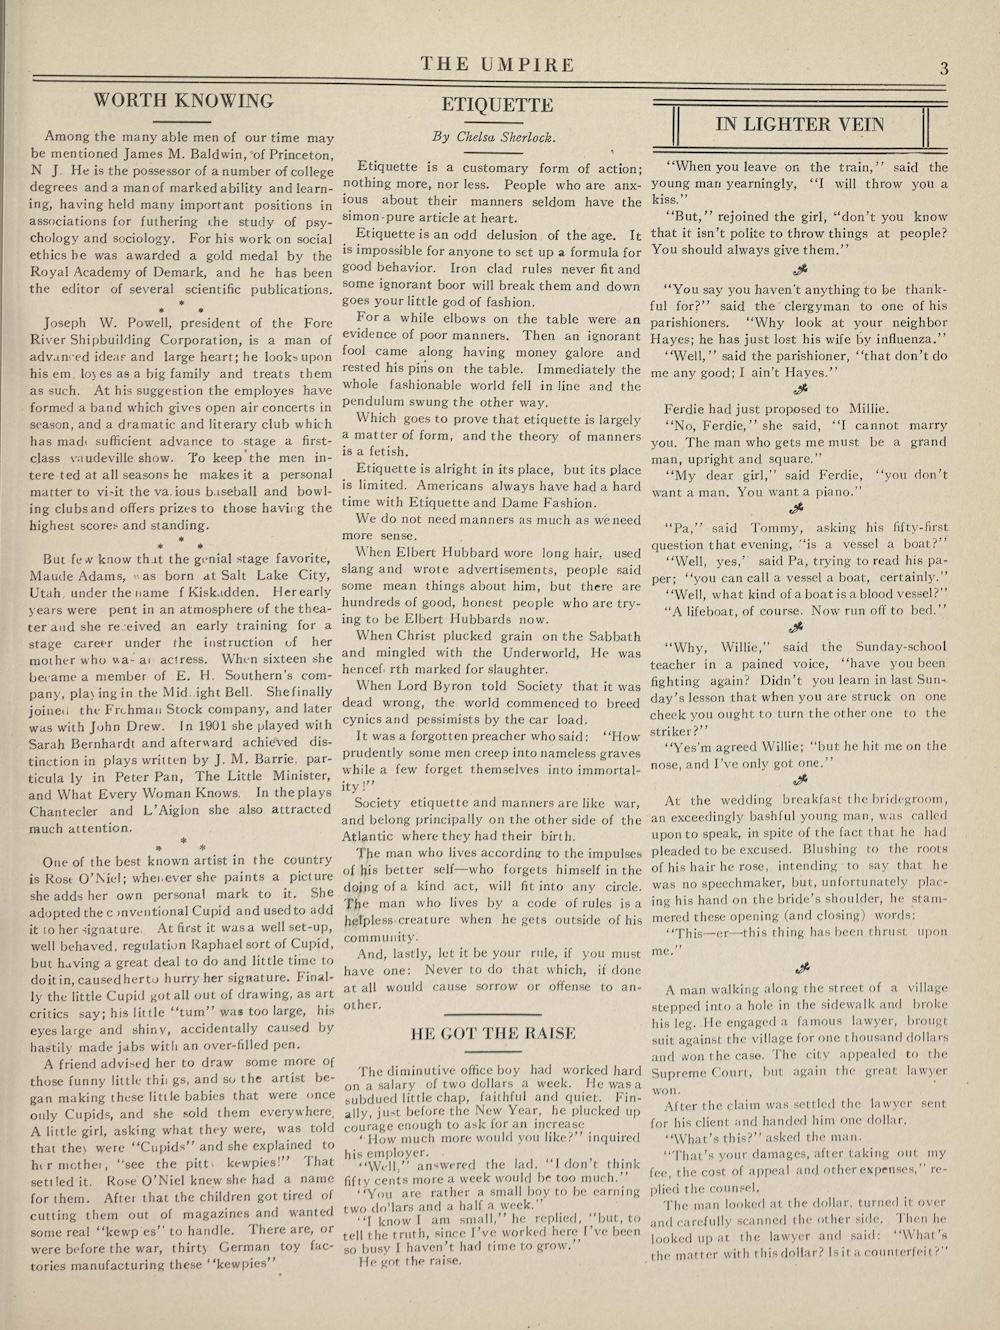 THE UMPIRE
3
WORTH KNOWING
Among the many able men of our time may
be mentioned James M. Baldwin, of Princeton,
N J. He is the possessor of a number of college
degrees and a man of marked ability and learn-
ing, having held many important positions in
associations for futhering the study of psy-
chology and sociology. For his work on social
ethics he was awarded a gold medal by the
Royal Academy of Demark, and he has been
the editor of several scientific publications.
*
* *
Joseph W. Powell, president of the Fore
River Shipbuilding Corporation, is a man of
advanced ideas and large heart; he looks upon
his em loyes as a big family and treats them
as such. At his suggestion the employes have
formed a band which gives open air concerts in
season, and a dramatic and literary club which
has made sufficient advance to stage a first-
class vaudeville show. To keep the men in-
tere ted at all seasons he makes it a personal
matter to visit the va.ious baseball and bowl-
ing clubs and offers prizes to those having the
highest scores and standing.
*
* *
But few know that the genial stage favorite,
Maude Adams, was born at Salt Lake City,
Utah, under the name f Kiskadden. Her early
years were pent in an atmosphere of the thea-
ter and she received an early training for a
stage career under the instruction of her
mother who was an actress. When sixteen she
became a member of E. H. Southern's com-
pany, playing in the Midnight Bell. She finally
joined the Frohman Stock company, and later
was with John Drew. In 1901 she played with
Sarah Bernhardt and afterward achieved dis-
tinction in plays written by J. M. Barrie, par-
ticula ly in Peter Pan, The Little Minister,
and What Every Woman Knows. In the plays
Chantecler and L'Aiglon she also attracted
much attention.
*
* *
One of the best known artist in the country
is Rose O'Niel; whenever she paints a picture
she adds her own personal mark to it. She
adopted the conventional Cupid and used to add
it to her signature. At first it was a well set-up,
well behaved, regulation Raphael sort of Cupid,
but having a great deal to do and little time to
do it in, caused her to hurry her signature. Final-
ly the little Cupid got all out of drawing, as art
critics say; his little "tum" was too large, his
eyes large and shiny, accidentally caused by
hastily made jabs with an over-filled pen.
A friend advised her to draw some more of
those funny little things, and so the artist be-
gan making these little babies that were once
only Cupids, and she sold them everywhere.
A little girl, asking what they were, was told
that they were "Cupids" and she explained to
her mother, "see the pitty kewpies!" That
settled it. Rose O'Niel knew she had a name
for them. After that the children got tired of
cutting them out of magazines and wanted
some real "kewp es" to handle. There are, or
were before the war, thirty German toy fac-
tories manufacturing these "kewpies"
ETIQUETTE
By Chelsa Sherlock.
Etiquette is a customary form of action;
nothing more, nor less. People who are anx-
ious about their manners seldom have the
simon-pure article at heart.
Etiquette is an odd delusion of the age. It
is impossible for anyone to set up a formula for
good behavior. Iron clad rules never fit and
some ignorant boor will break them and down
goes your little god of fashion.
For a while elbows on the table were an
evidence of poor manners. Then an ignorant
fool came along having money galore and
rested his pins on the table. Immediately the
whole fashionable world fell in line and the
pendulum swung the other way.
Which goes to prove that etiquette is largely
a matter of form, and the theory of manners
is a fetish.
Etiquette is alright in its place, but its place
is limited. Americans always have had a hard
time with Etiquette and Dame Fashion.
We do not need manners as much as we need
more sense.
When Elbert Hubbard wore long hair, used
slang and wrote advertisements, people said
some mean things about him, but there are
hundreds of good, honest people who are try-
ing to be Elbert Hubbards now.
When Christ plucked grain on the Sabbath
and mingled with the Underworld, He was
hencef rth marked for slaughter.
When Lord Byron told Society that it was
dead wrong, the world commenced to breed
cynics and pessimists by the car load.
It was a forgotten preacher who said: "How
prudently some men creep into nameless graves
while a few forget themselves into immortal-
ity!"
Society etiquette and manners are like war,
and belong principally on the other side of the
Atlantic where they had their birth.
The man who lives according to the impulses
of his better self—who forgets himself in the
doing of a kind act, will fit into any circle.
The man who lives by a code of rules is a
helpless creature when he gets outside of his
community.
And, lastly, let it be your rule, if you must
have one: Never to do that which, if done
at all would cause sorrow or offense to an-
other.
HE GOT THE RAISE
The diminutive office boy had worked hard
on a salary of two dollars a week. He was a
subdued little chap, faithful and quiet. Fin-
ally, just before the New Year, he plucked up
courage enough to ask for an increase
"How much more would you like?" inquired
his employer.
"Well," answered the lad, "I don't think
fifty cents more a week would be too much."
"You are rather a small boy to be earning
two dollars and a half a week."
"I know I am small," he replied, "but, to
tell the truth, since I've worked here I've been
so busy I haven't had time to grow."
He got the raise.
IN LIGHTER VEIN
"When you leave on the train," said the
young man yearningly, "I will throw you a
kiss."
"But," rejoined the girl, "don't you know
that it isn't polite to throw things at people?
You should always give them."
"You say you haven't anything to be thank-
ful for?" said the clergyman to one of his
parishioners. "Why look at your neighbor
Hayes; he has just lost his wife by influenza."
"Well," said the parishioner, "that don't do
me any good; I ain't Hayes."
Ferdie had just proposed to Millie.
"No, Ferdie," she said, "I cannot marry
you. The man who gets me must be a grand
man, upright and square."
"My dear girl," said Ferdie, "you don't
want a man. You want a piano."
"Pa," said Tommy, asking his fifty-first
question that evening, "is a vessel a boat?"
"Well, yes,' said Pa, trying to read his pa-
per; "you can call a vessel a boat, certainly."
"Well, what kind of a boat is a blood vessel?"
"A lifeboat, of course. Now run off to bed."
"Why, Willie," said the Sunday-school
teacher in a pained voice, "have you been
fighting again? Didn't you learn in last Sun-
day's lesson that when you are struck on one
cheek you ought to turn the other one to the
striker?"
"Yes'm agreed Willie; "but he hit me on the
nose, and I've only got one."
At the wedding breakfast the bridegroom,
an exceedingly bashful young man, was called
upon to speak, in spite of the fact that he had
pleaded to be excused. Blushing to the roots
of his hair he rose, intending to say that he
was no speechmaker, but, unfortunately plac-
ing his hand on the bride's shoulder, he stam-
mered these opening (and closing) words:
"This—er—this thing has been thrust upon
me."
A man walking along the street of a village
stepped into a hole in the sidewalk and broke
his leg. He engaged a famous lawyer, brougt
suit against the village for one thousand dollars
and won the case. The city appealed to the
Supreme Court, but again the great lawyer
won.
After the claim was settled the lawyer sent
for his client and handed him one dollar.
"What's this?" asked the man.
"That's your damages, after taking out my
fee, the cost of appeal and other expenses," re-
plied the counsel.
The man looked at the dollar, turned it over
and carefully scanned the other side. Then he
looked up at the lawyer and said: "What's
the matter with this dollar? Is it a counterfeit?"